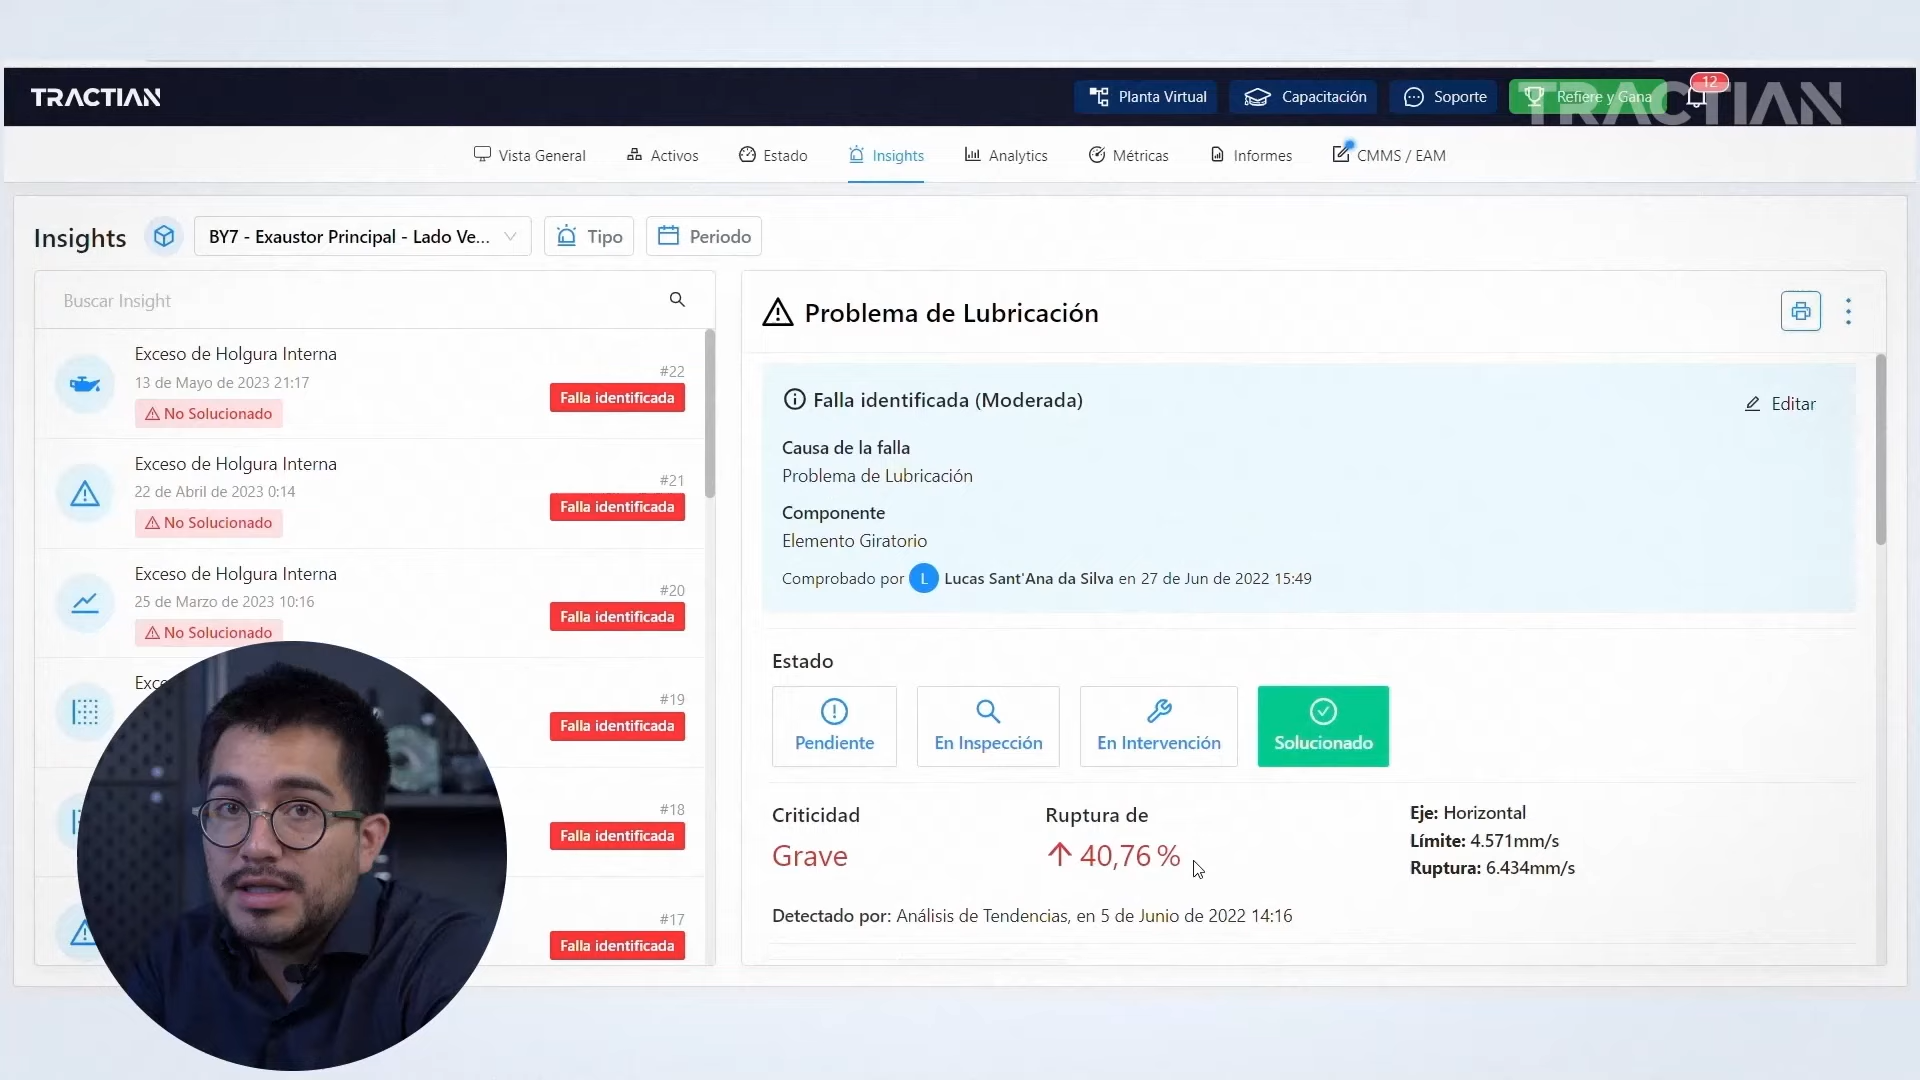 TRACTIAN
Planta Virtual
Capacitación
Soporte
Refiere y Gana
12
TRACTIAN
Vista General
Activos
Estado
Insights
Analytics
Métricas
Informes
CMMS / EAM
Insights
BY7 - Exaustor Principal - Lado Ve...
Tipo
Periodo
Buscar Insight
Exceso de Holgura Interna
13 de Mayo de 2023 21:17
No Solucionado
#22
Falla identificada
Exceso de Holgura Interna
22 de Abril de 2023 0:14
No Solucionado
#21
Falla identificada
Exceso de Holgura Interna
25 de Marzo de 2023 10:16
No Solucionado
#20
Falla identificada
#19
Falla identificada
#18
Falla identificada
#17
Falla identificada
Problema de Lubricación
Falla identificada (Moderada)
Editar
Causa de la falla
Problema de Lubricación
Componente
Elemento Giratorio
Comprobado por L Lucas Sant'Ana da Silva en 27 de Jun de 2022 15:49
Estado
Pendiente
En Inspección
En Intervención
Solucionado
Criticidad
Grave
Ruptura de
40,76 %
Eje: Horizontal
Límite: 4.571mm/s
Ruptura: 6.434mm/s
Detectado por: Análisis de Tendencias, en 5 de Junio de 2022 14:16